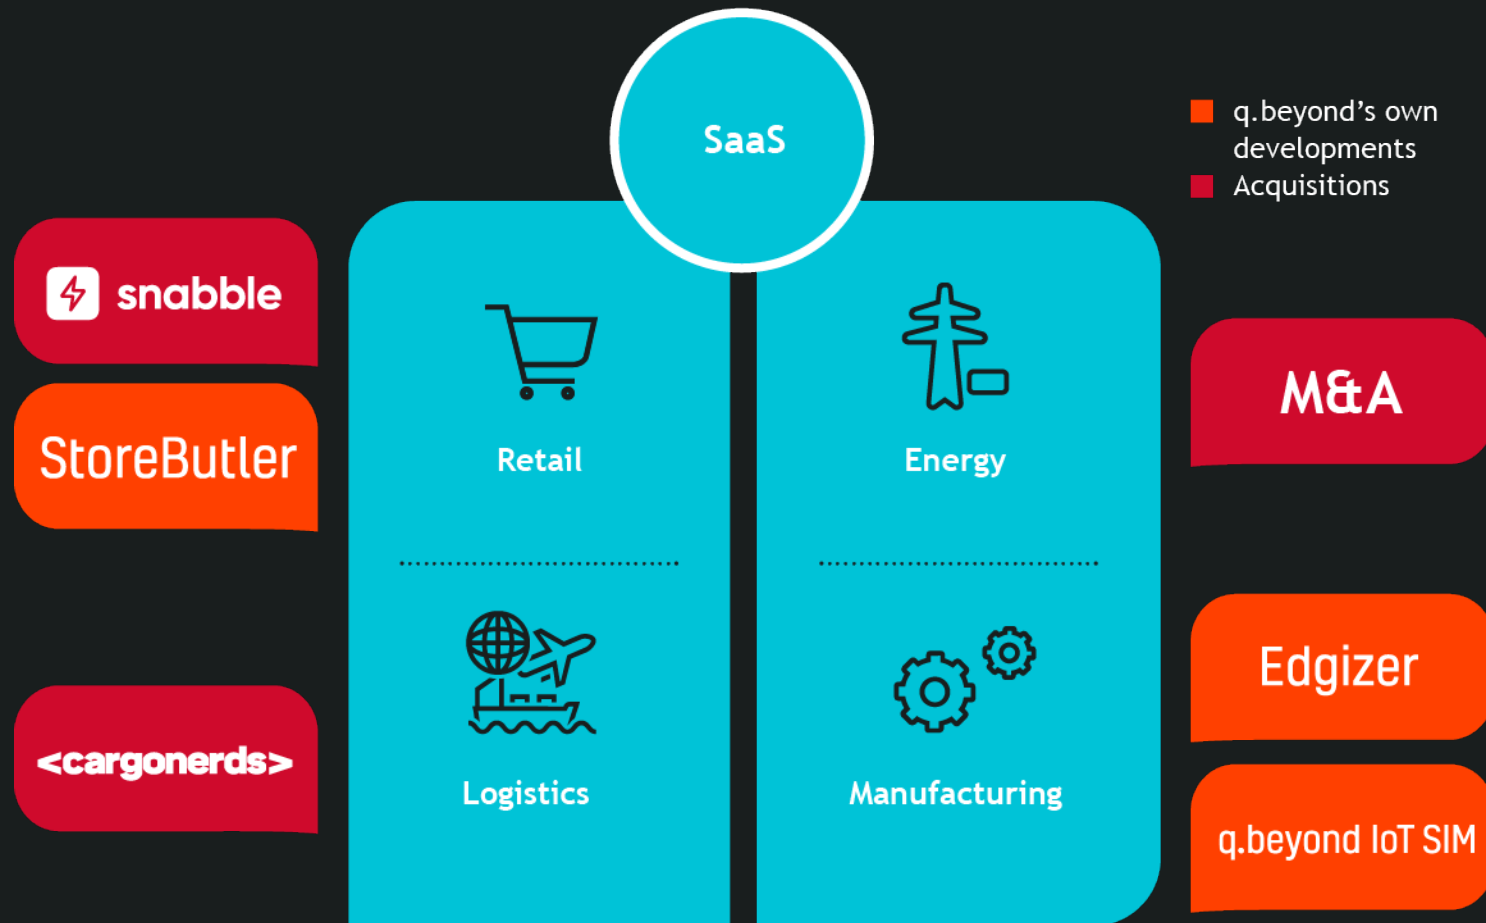 SaaS
q.beyond's own
developments
Acquisitions
snabble
StoreButler
<cargonerds>
Retail
Logistics
Energy
Manufacturing
M&A
Edgizer
q.beyond IoT SIM